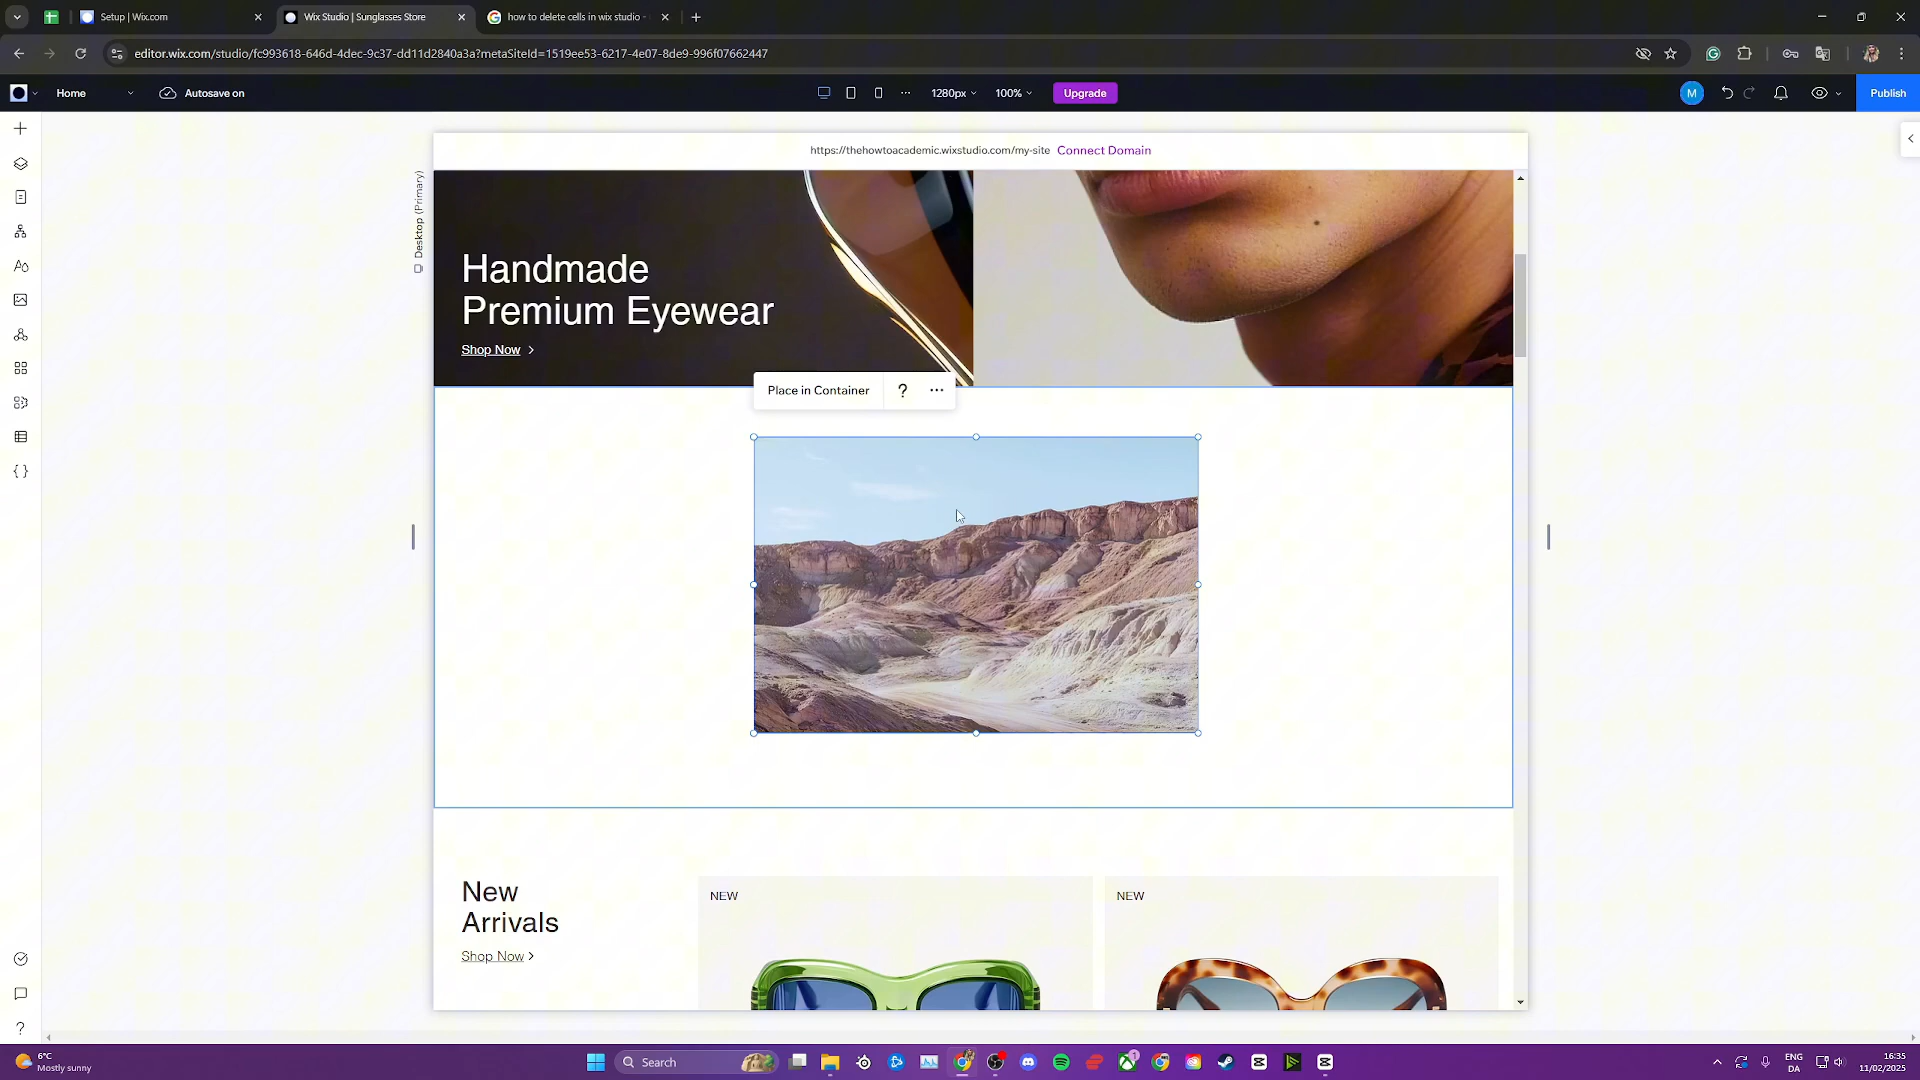 Setup | Wix.com
Wix Studio | Sunglasses Store
how to delete cells in wix studio -
editor.wix.com/studio/fc993618-646d-4dec-9c37-dd11d2840a3a?metaSiteId=1519ee53-6217-4e07-8de9-996f07662447
Home
Autosave on
1280px
100%
Upgrade
M
Publish
https://thehowtoacademic.wixstudio.com/my-site Connect Domain
Desktop (Primary)
Handmade
Premium Eyewear
Shop Now
Place in Container
?
New
Arrivals
Shop Now
NEW
NEW
?
6°C
Mostly sunny
Search
1
ENG
DA
16:35
11/02/2025